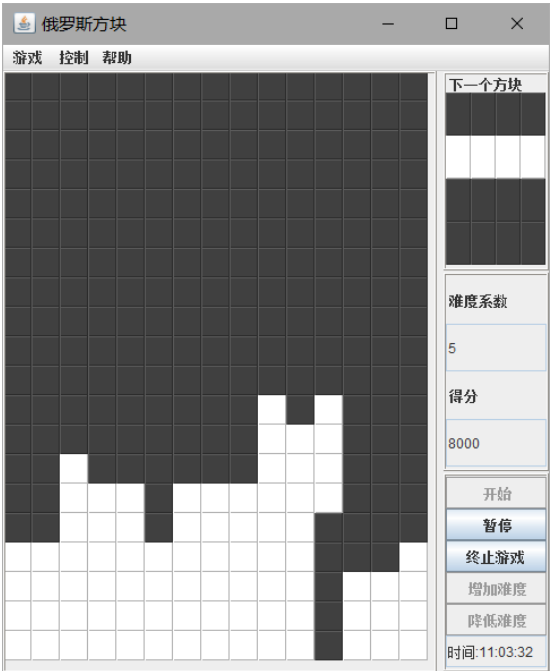 俄罗斯方块
游戏 控制 帮助
下一个方块
难度系数
5
得分
8000
开始
暂停
终止游戏
增加难度
降低难度
时间:11:03:32